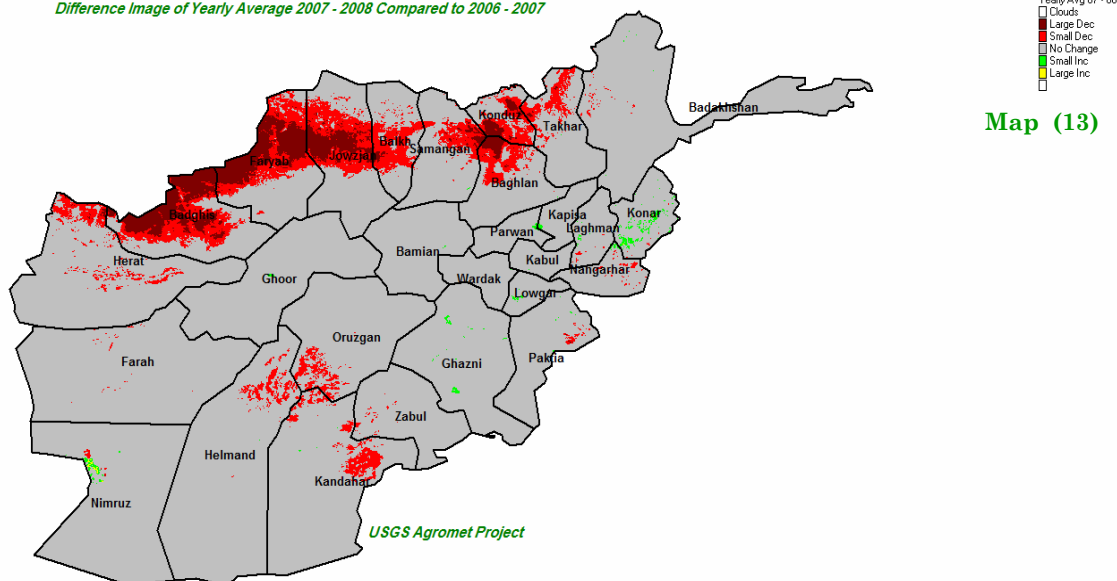 Difference Image of Yearly Average 2007 - 2008 Compared to 2006 - 2007
Clouds
Large Dec
Small Dec
No Change
Small Inc
Large Inc
Map (13)
Badakhshan
Konduz
Takhar
Balkh
Samangan
Jowzjan
Faryab
Baghlan
Badghis
Kapisa
Konar
Laghman
Parwan
Bamian
Kabul
Herat
Nangarhar
Ghoor
Wardak
Lowgar
Oruzgan
Farah
Ghazni
Paktia
Zabul
Helmand
Kandahar
Nimruz
USGS Agromet Project